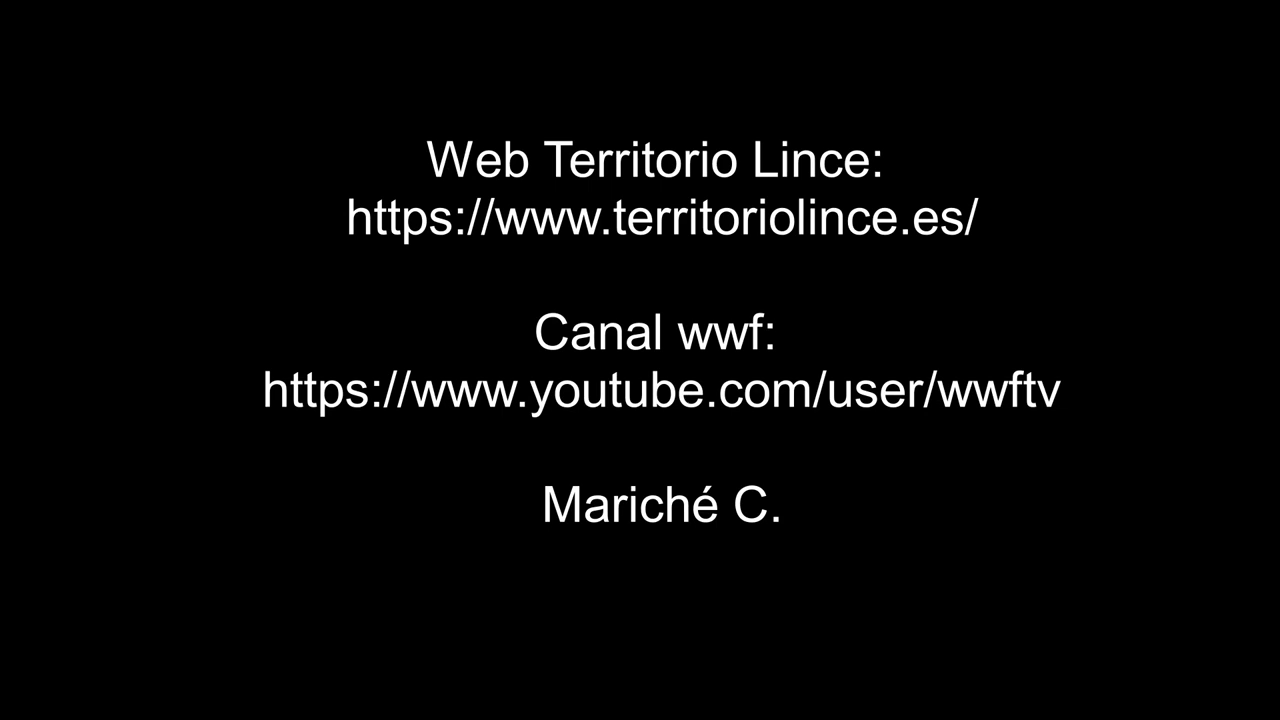 Web Territorio Lince:
https://www.territoriolince.es/
Canal wwf:
https://www.youtube.com/user/wwftv
Mariché C.